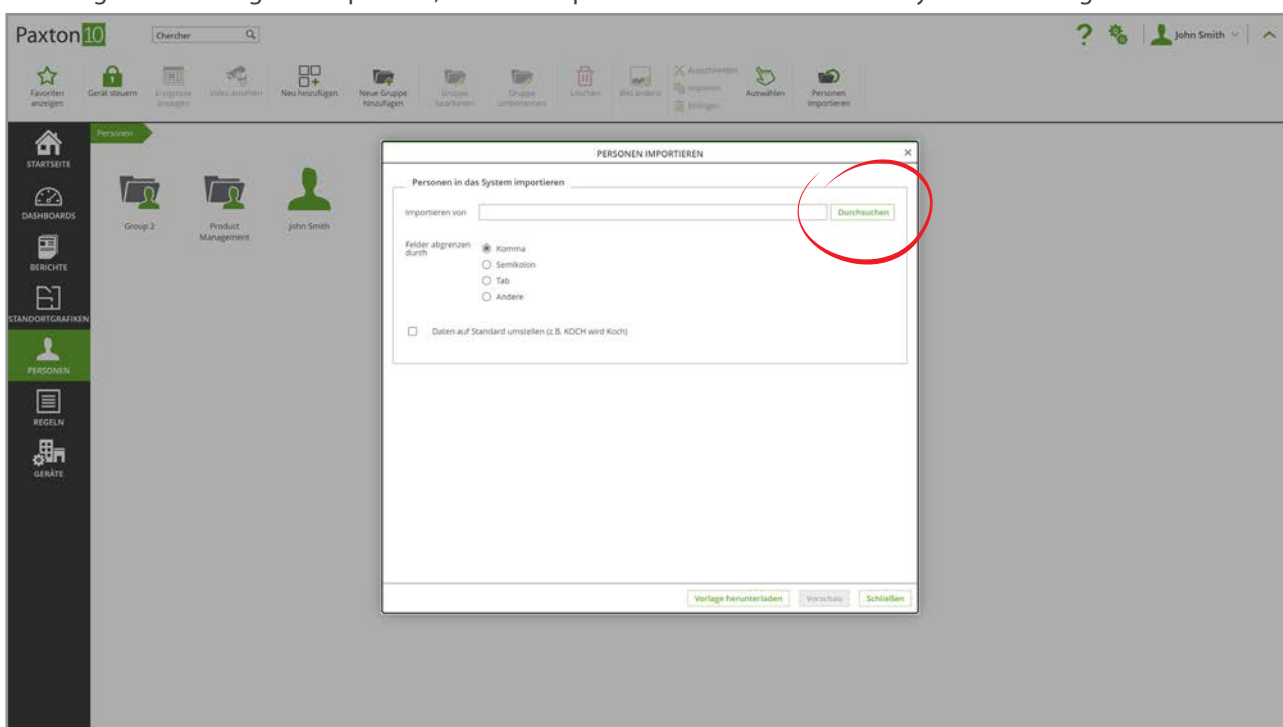 Paxton10
Chercher
John Smith
Favoriten
anzeigen
Gerät steuern
Ereignisse
anzeigen
Video ansehen
Neu hinzufügen
Neue Gruppe
hinzufügen
Gruppe
bearbeiten
Gruppe
umbenennen
Löschen
Bild ändern
Kopieren
Einfügen
Auswählen
Personen
importieren
STARTSEITE
DASHBOARDS
BERICHTE
STANDORTGRAFIKEN
PERSONEN
REGELN
GERÄTE
Personen
Group 2
Product
Management
John Smith
PERSONEN IMPORTIEREN
Personen in das System importieren
Importieren von
Durchsuchen
Felder abgrenzen
durch
Komma
Semikolon
Tab
Andere
Daten auf Standard umstellen (z.B. KOCH wird Koch)
Vorlage herunterladen
Vorschau
Schließen